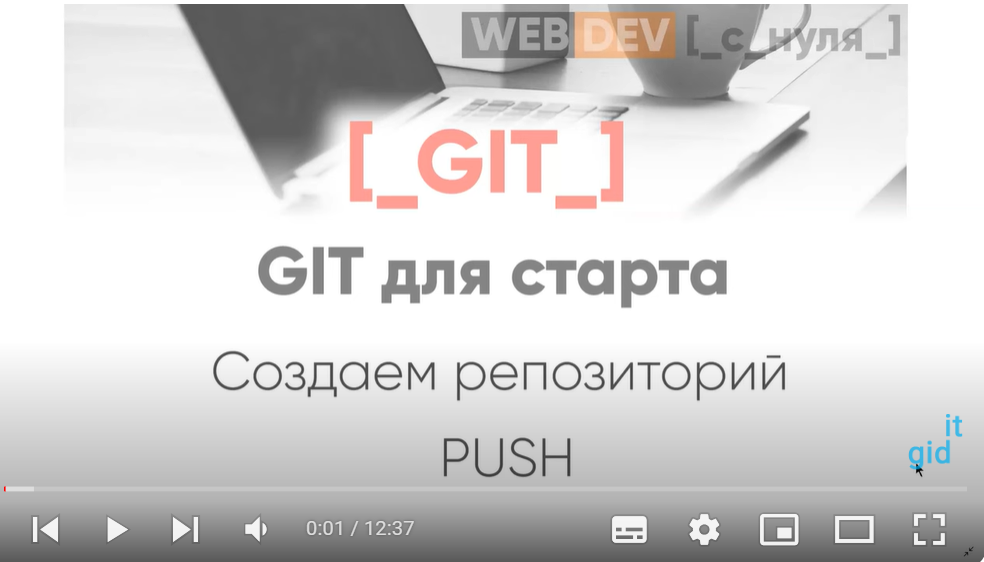 WEB DEV [_с_нуля_]
[_GIT_]
GIT для старта
Создаем репозиторий
PUSH
it
gid
0:01 / 12:37